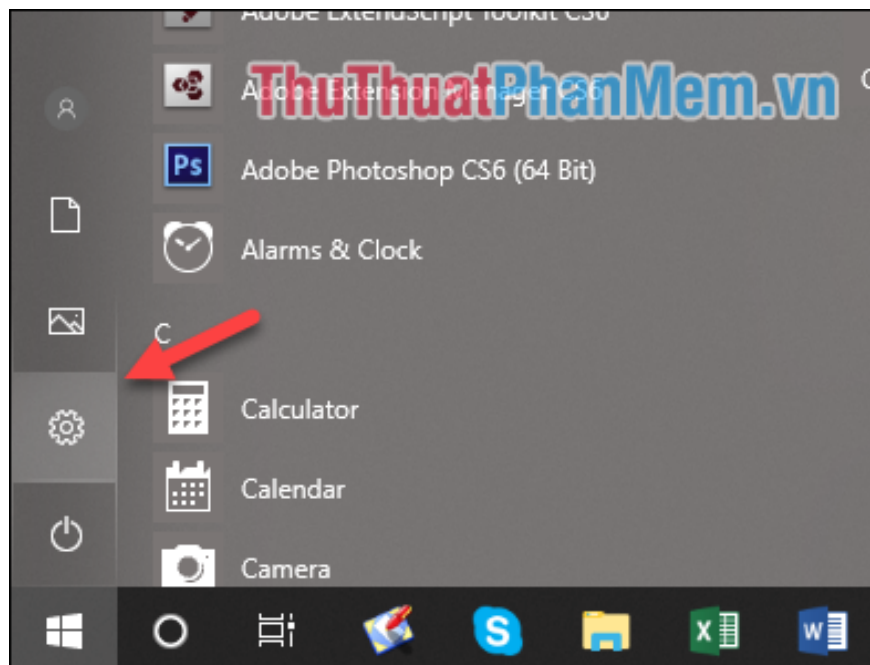 Adobe ExtendScript Toolkit CS6
ThuThuatPhanMem.vn
Adobe Extension Manager CS6
Ps
Adobe Photoshop CS6 (64 Bit)
Alarms & Clock
C
Calculator
Calendar
Camera
S
X
W